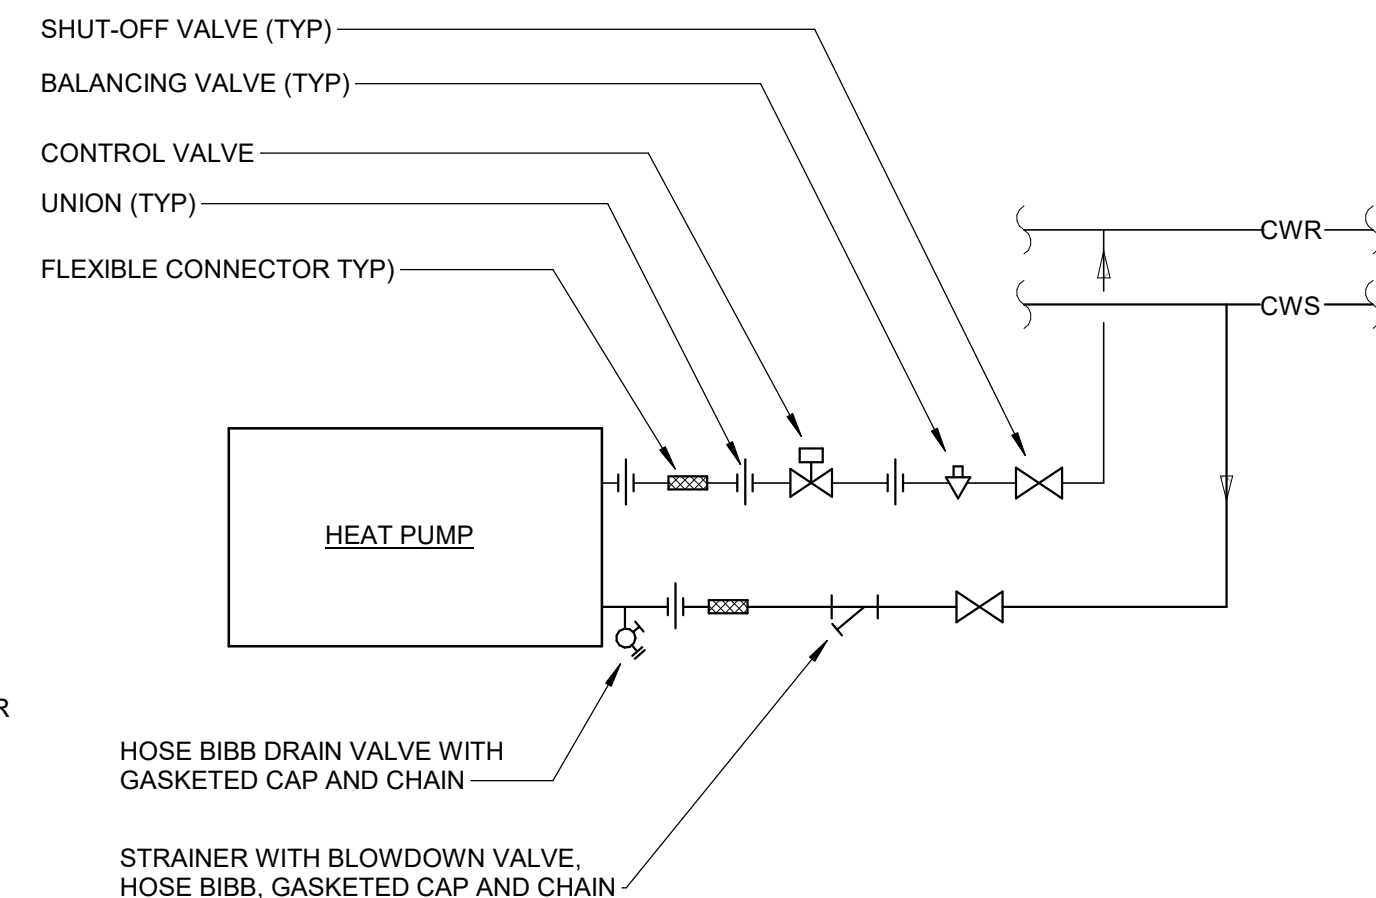 SHUT-OFF VALVE (TYP)
BALANCING VALVE (TYP)
CONTROL VALVE
UNION (TYP)
FLEXIBLE CONNECTOR TYP)
CWR
CWS
HEAT PUMP
R
HOSE BIBB DRAIN VALVE WITH
GASKETED CAP AND CHAIN
STRAINER WITH BLOWDOWN VALVE,
HOSE BIBB, GASKETED CAP AND CHAIN